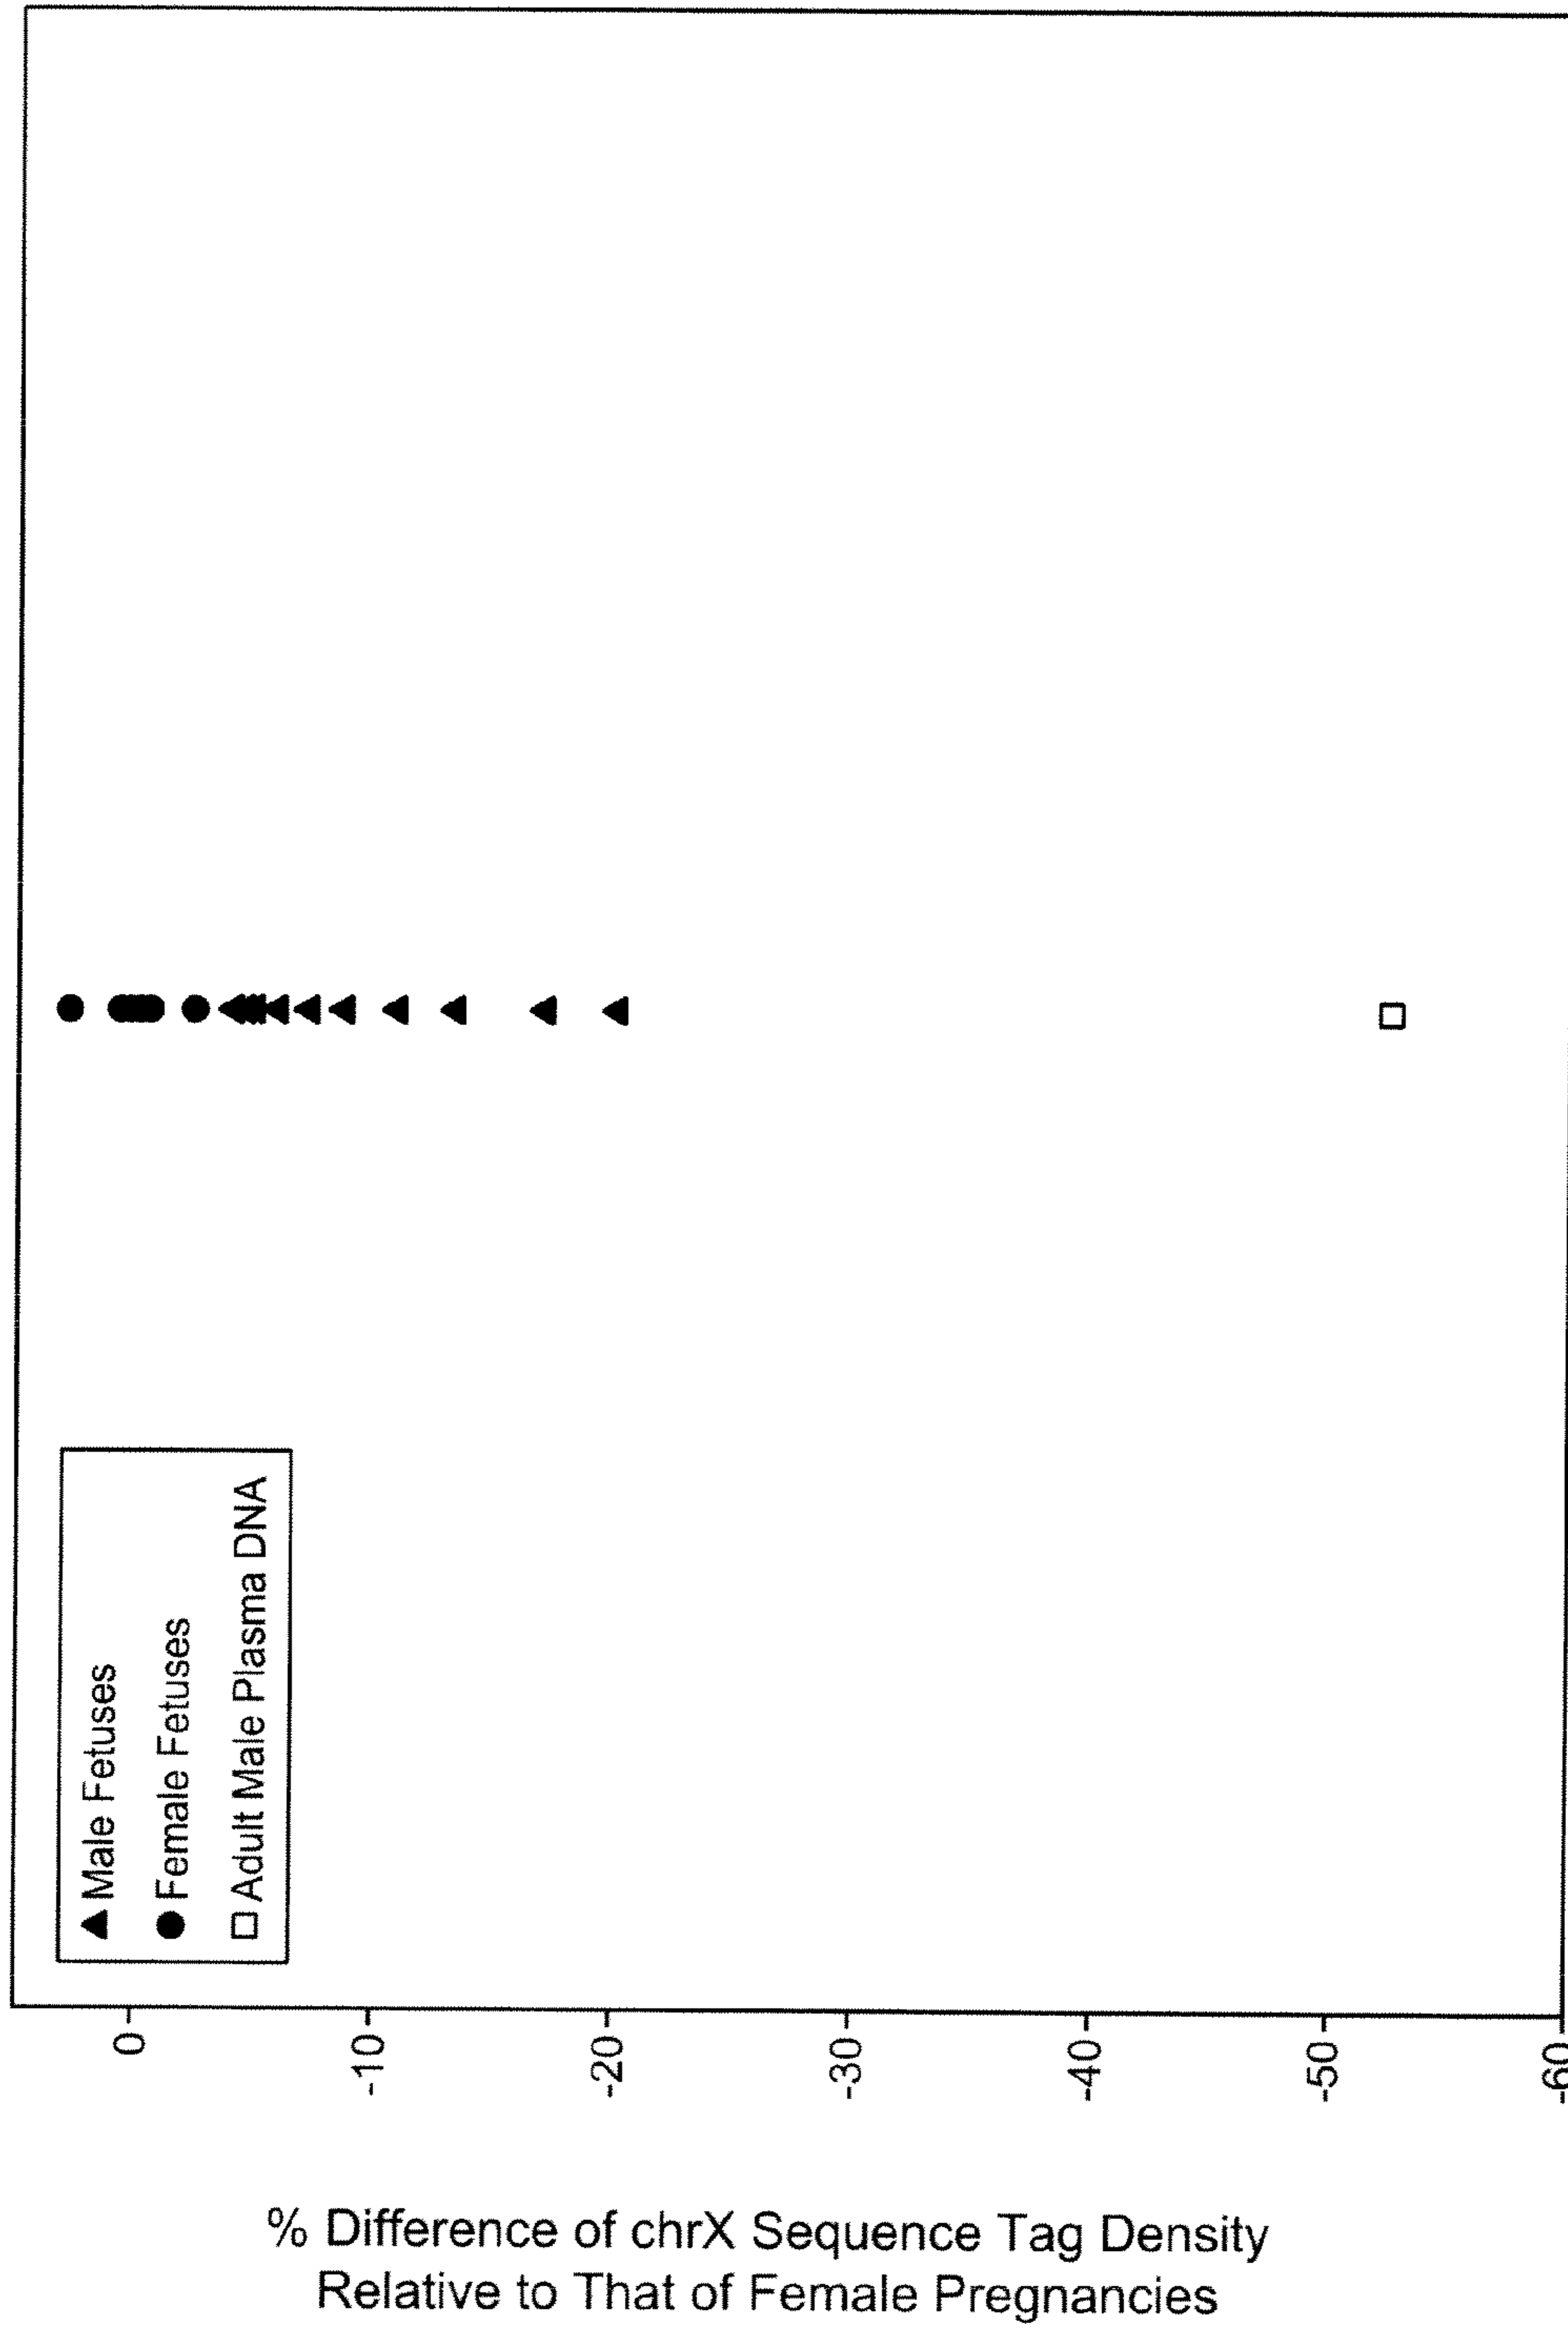 Male Fetuses
Female Fetuses
Adult Male Plasma DNA
0
-10
-20
-30
-40
-50
-60
% Difference of chrX Sequence Tag Density
Relative to That of Female Pregnancies